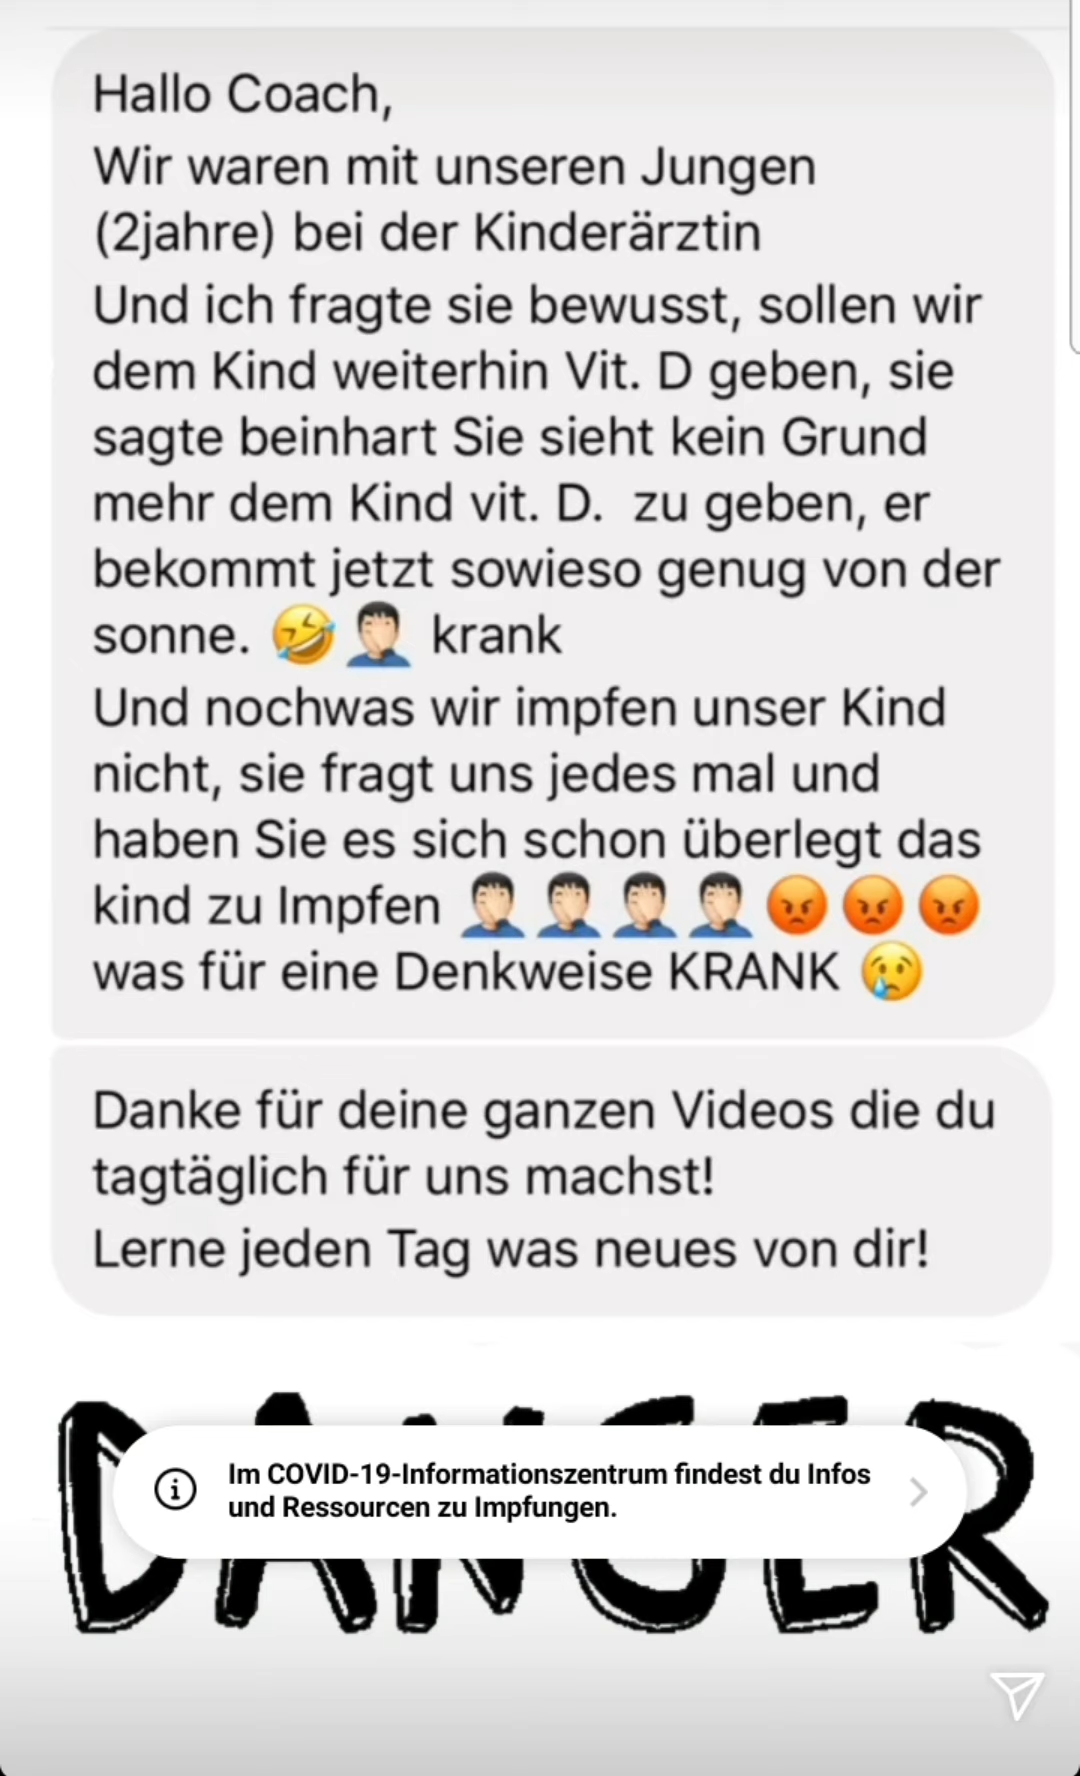 Hallo Coach,
Wir waren mit unseren Jungen
(2jahre) bei der Kinderärztin
Und ich fragte sie bewusst, sollen wir
dem Kind weiterhin Vit. D geben, sie
sagte beinhart Sie sieht kein Grund
mehr dem Kind vit. D.  zu geben, er
bekommt jetzt sowieso genug von der
sonne. 🤣🤦🏻‍♂️ krank
Und nochwas wir impfen unser Kind
nicht, sie fragt uns jedes mal und
haben Sie es sich schon überlegt das
kind zu Impfen 🤦🏻‍♂️🤦🏻‍♂️🤦🏻‍♂️🤦🏻‍♂️😡😡😡
was für eine Denkweise KRANK 😢
Danke für deine ganzen Videos die du
tagtäglich für uns machst!
Lerne jeden Tag was neues von dir!
DANGER
Im COVID-19-Informationszentrum findest du Infos
und Ressourcen zu Impfungen.